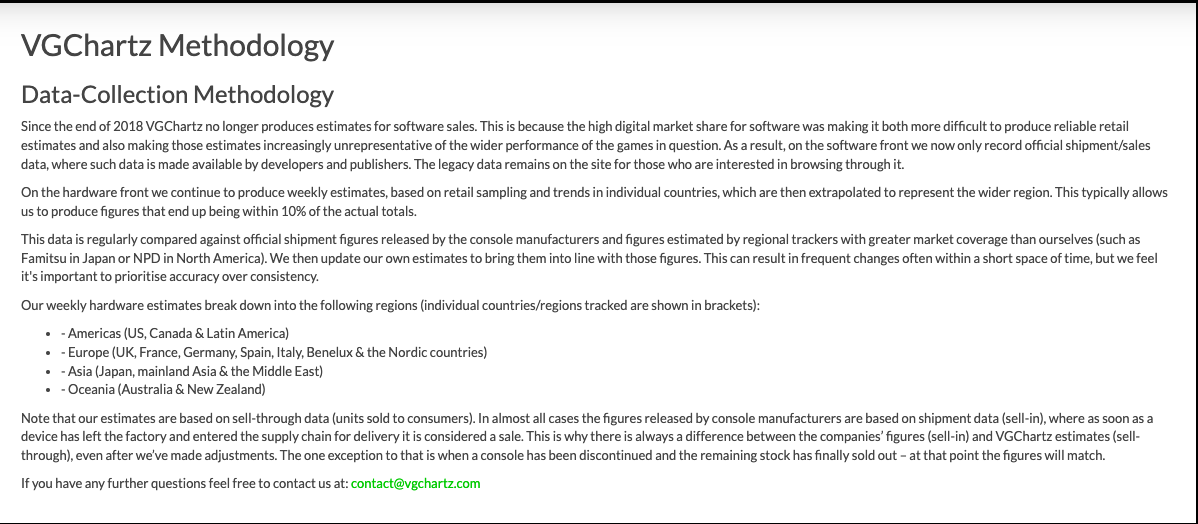 VGChartz Methodology
Data-Collection Methodology
Since the end of 2018 VGChartz no longer produces estimates for software sales. This is because the high digital market share for software was making it both more difficult to produce reliable retail
estimates and also making those estimates increasingly unrepresentative of the wider performance of the games in question. As a result, on the software front we now only record official shipment/sales
data, where such data is made available by developers and publishers. The legacy data remains on the site for those who are interested in browsing through it.
On the hardware front we continue to produce weekly estimates, based on retail sampling and trends in individual countries, which are then extrapolated to represent the wider region. This typically allows
us to produce figures that end up being within 10% of the actual totals.
This data is regularly compared against official shipment figures released by the console manufacturers and figures estimated by regional trackers with greater market coverage than ourselves (such as
Famitsu in Japan or NPD in North America). We then update our own estimates to bring them into line with those figures. This can result in frequent changes often within a short space of time, but we feel
it's important to prioritise accuracy over consistency.
Our weekly hardware estimates break down into the following regions (individual countries/regions tracked are shown in brackets):
• - Americas (US, Canada & Latin America)
• - Europe (UK, France, Germany, Spain, Italy, Benelux & the Nordic countries)
• - Asia (Japan, mainland Asia & the Middle East)
• - Oceania (Australia & New Zealand)
Note that our estimates are based on sell-through data (units sold to consumers). In almost all cases the figures released by console manufacturers are based on shipment data (sell-in), where as soon as a
device has left the factory and entered the supply chain for delivery it is considered a sale. This is why there is always a difference between the companies' figures (sell-in) and VGChartz estimates (sell-
through), even after we've made adjustments. The one exception to that is when a console has been discontinued and the remaining stock has finally sold out – at that point the figures will match.
If you have any further questions feel free to contact us at: contact@vgchartz.com